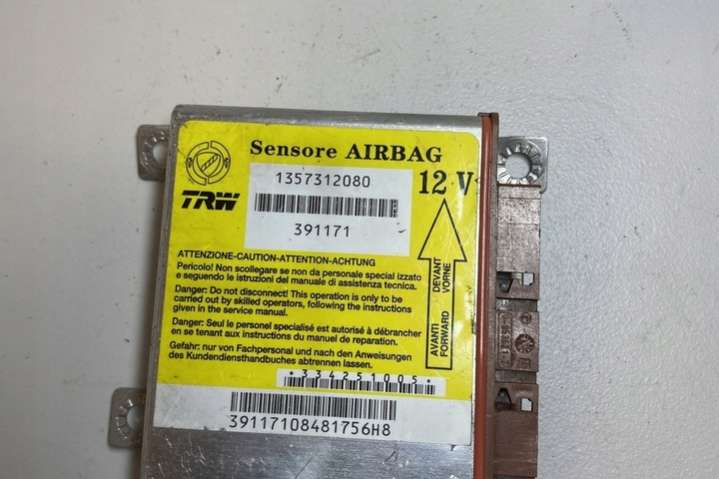 Sensore AIRBAG
1357312080
12 V
TRW
391171
ATTENZIONE-CAUTION-ATTENTION-ACHTUNG
Pericolo! Non scollegare se non da personale special izzato
e seguendo le istruzioni del manuale di assistenza tecnica.
Danger: Do not disconnect! This operation is only to be
carried out by skilled operators, following the instructions
given in the service manual.
Danger: Seul le personel spécialisé est autorisé à débrancher
en se tenant aux instructions du manuel de reparation.
Gefahr: nur von Fachpersonal und nach den Anweisungen
des Kundendiensthandbuches abtrennen lassen.
AVANTI DEVANT
FORWARD VORNE
*334251005*
39117108481756H8